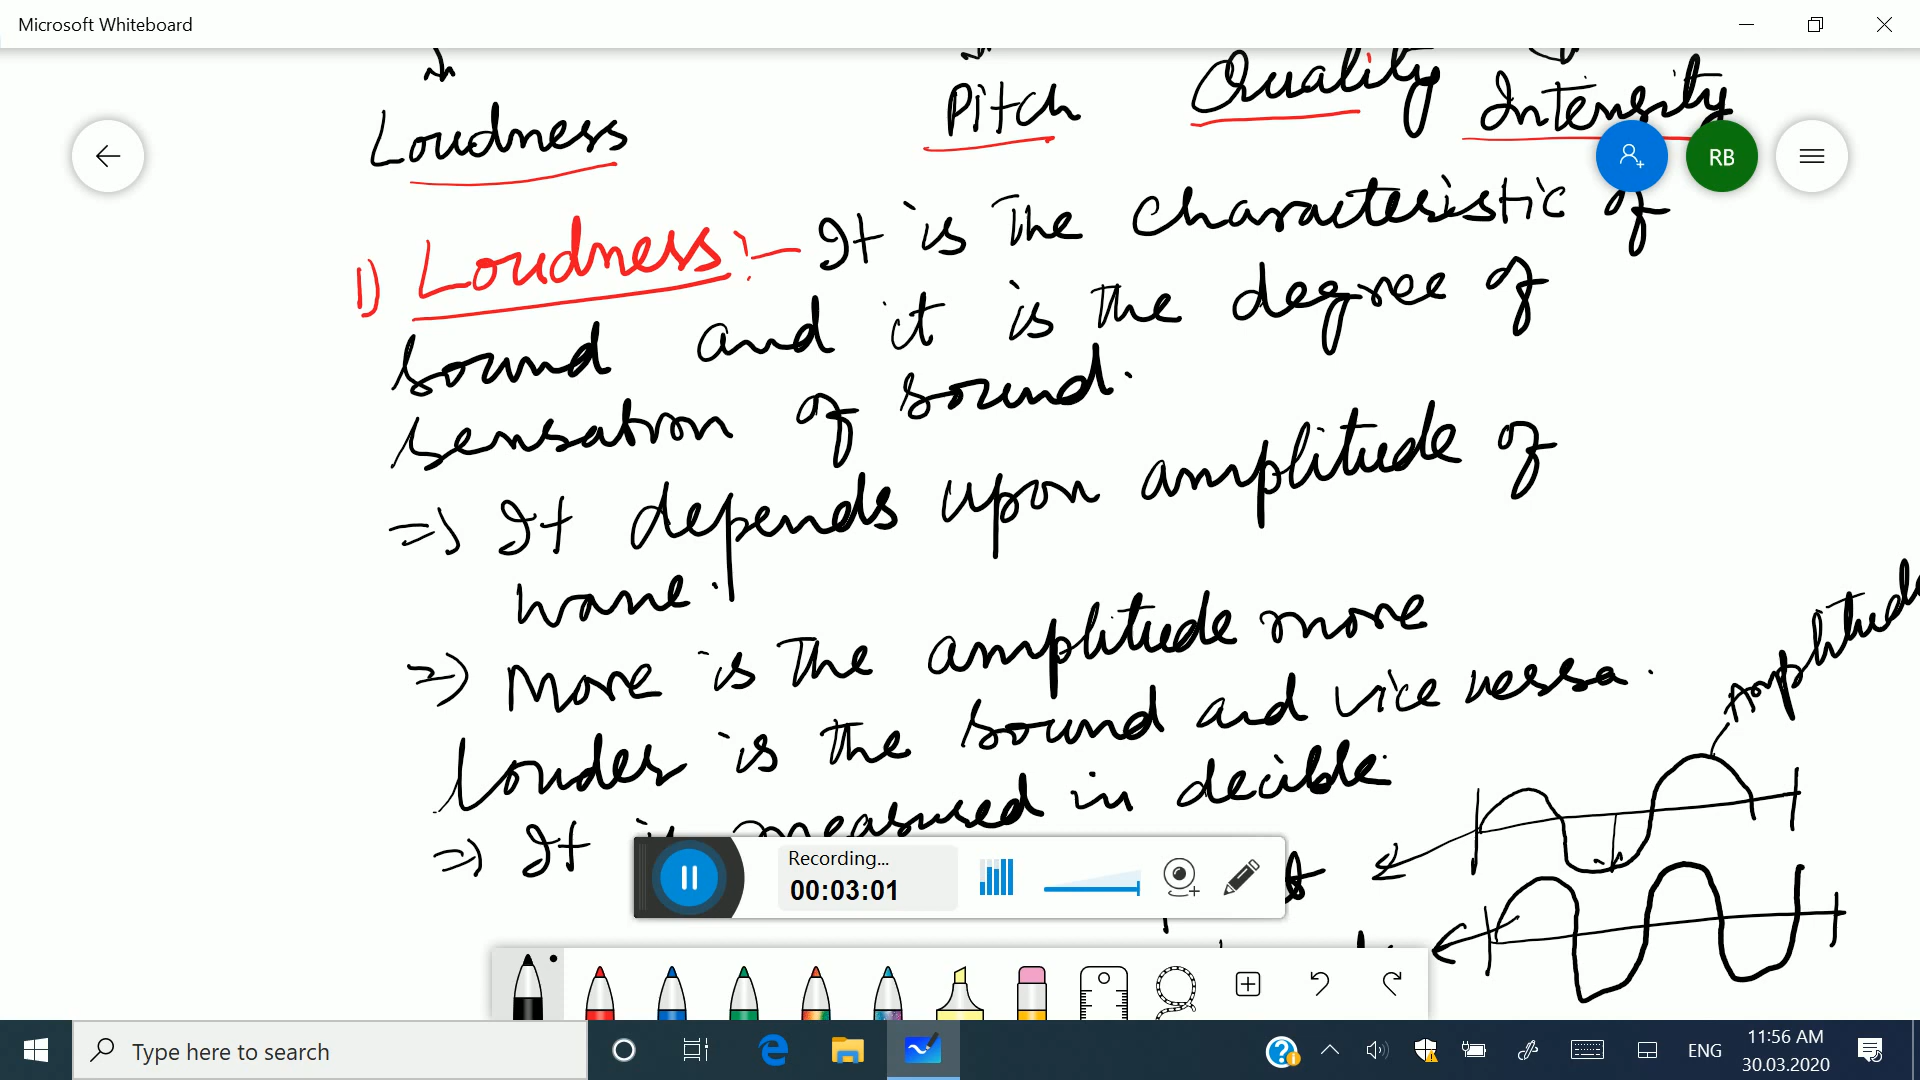 Microsoft Whiteboard
Loudness Pitch Quality Intensity
RB
1) Loudness:- It is the characteristic of
sound and it is the degree of
sensation of sound.
=> It depends upon amplitude of
wave.
=> More is the amplitude more
louder is the sound and vice versa.
=> It is measured in decible
Amplitude
Recording...
00:03:01
Type here to search
ENG
11:56 AM
30.03.2020